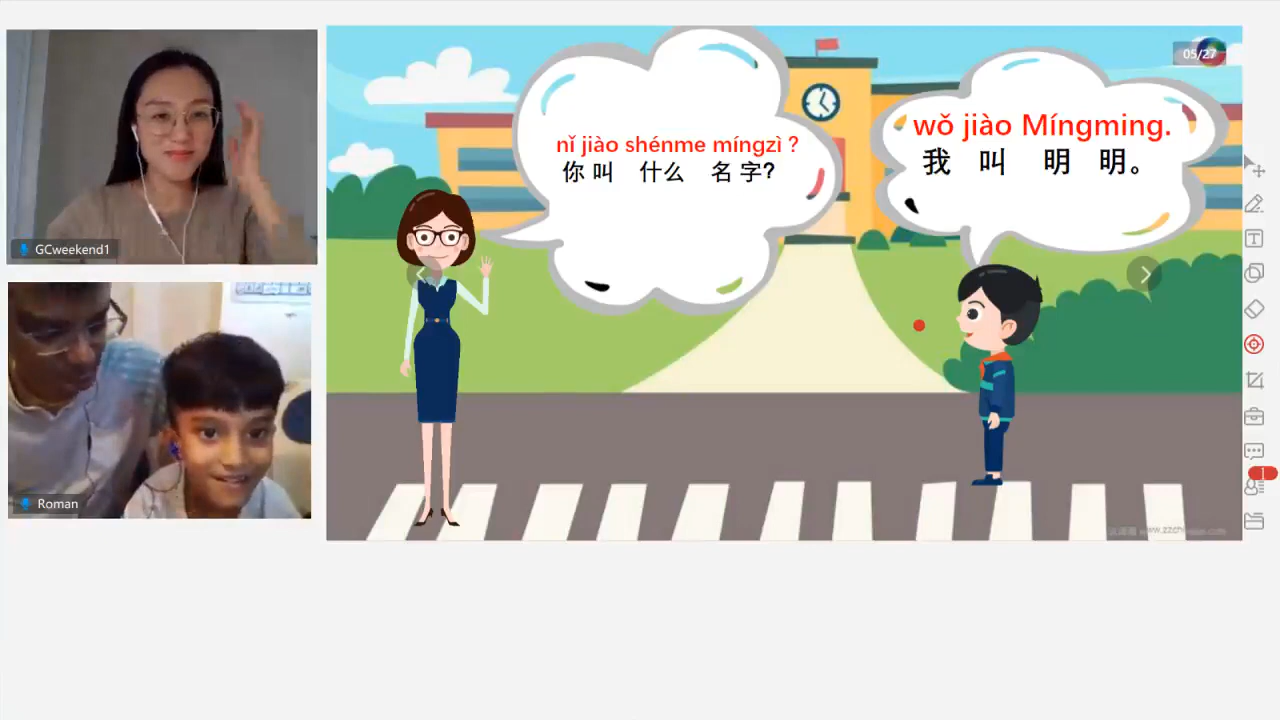 GCweekend1
Roman
05/27
nǐ jiào shénme míngzì ?
你 叫 什么 名 字?
wǒ jiào Míngming.
我 叫 明 明。